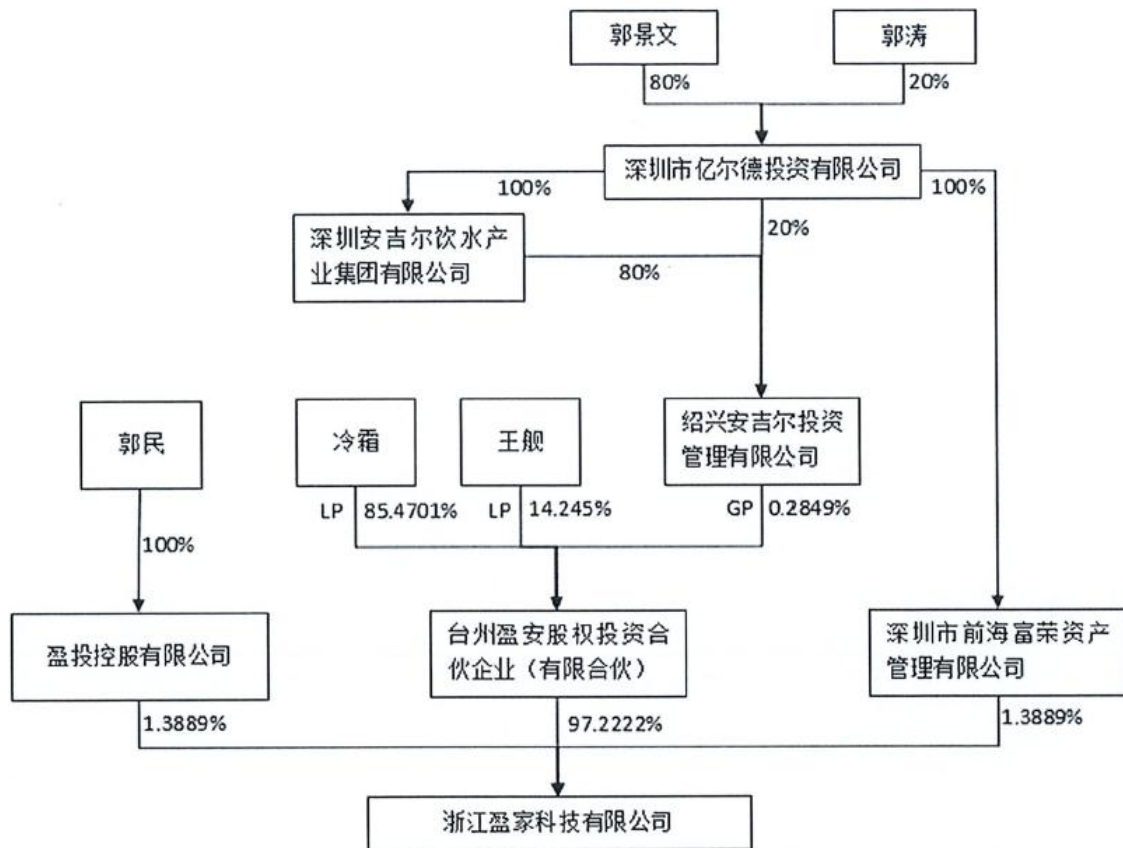 郭景文
郭涛
80%
20%
深圳市亿尔德投资有限公司
100%
100%
20%
深圳安吉尔饮水产
业集团有限公司
80%
郭民
冷霜
王舰
绍兴安吉尔投资
管理有限公司
LP 85.4701%
LP 14.245%
GP 0.2849%
100%
盈投控股有限公司
台州盈安股权投资合
伙企业（有限合伙）
深圳市前海富荣资产
管理有限公司
1.3889%
97.2222%
1.3889%
浙江盈家科技有限公司